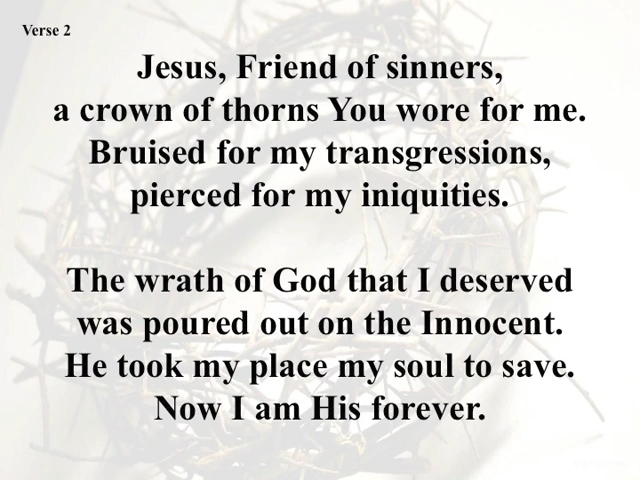 Verse 2
Jesus, Friend of sinners,
a crown of thorns You wore for me.
Bruised for my transgressions,
pierced for my iniquities.
The wrath of God that I deserved
was poured out on the Innocent.
He took my place my soul to save.
Now I am His forever.